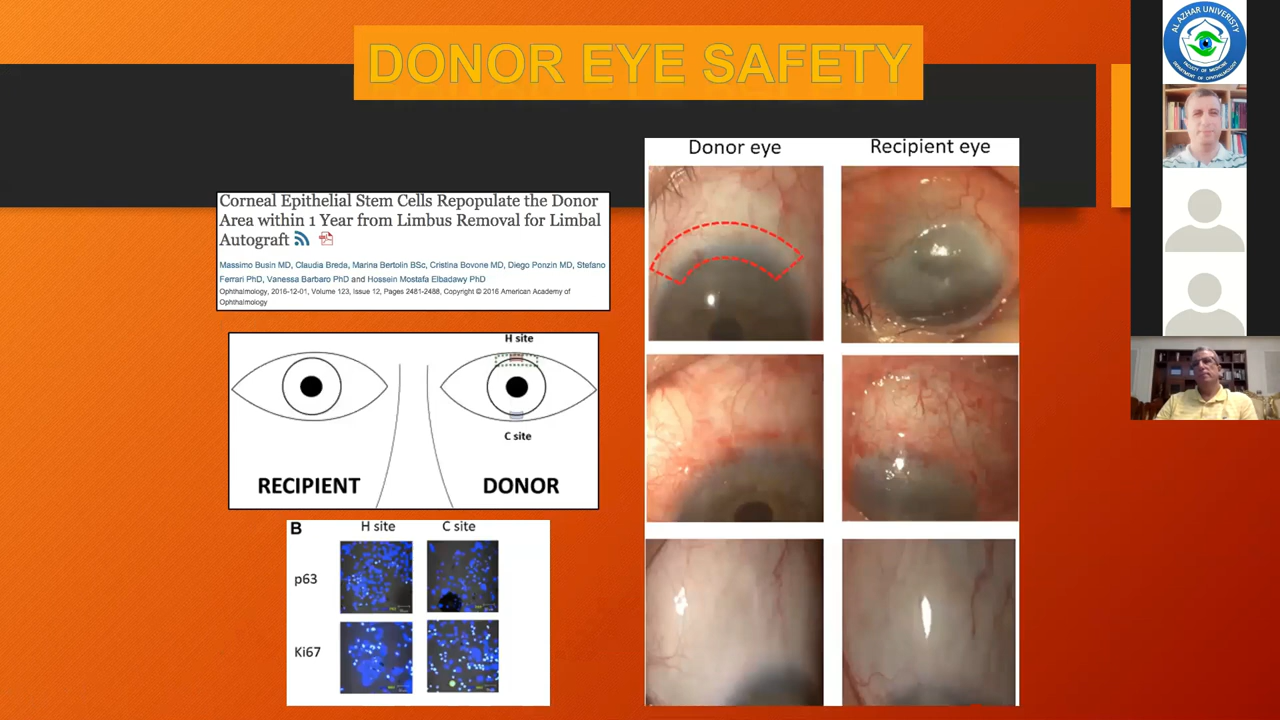 DONOR EYE SAFETY
Corneal Epithelial Stem Cells Repopulate the Donor
Area within 1 Year from Limbus Removal for Limbal
Autograft
Massimo Busin MD, Claudia Breda, Marina Bertolin BSc, Cristina Bovone MD, Diego Ponzin MD, Stefano
Ferrari PhD, Vanessa Barbaro PhD and Hossein Mostafa Elbadawy PhD
Ophthalmology, 2016-12-01, Volume 123, Issue 12, Pages 2481-2488, Copyright © 2016 American Academy of
Ophthalmology
H site
C site
RECIPIENT
DONOR
B
H site
C site
p63
Ki67
Donor eye
Recipient eye
AL AZHAR UNIVERISTY
FACULTY OF MEDICINE
DEPARTMENT OF OPHTHALMOLOGY